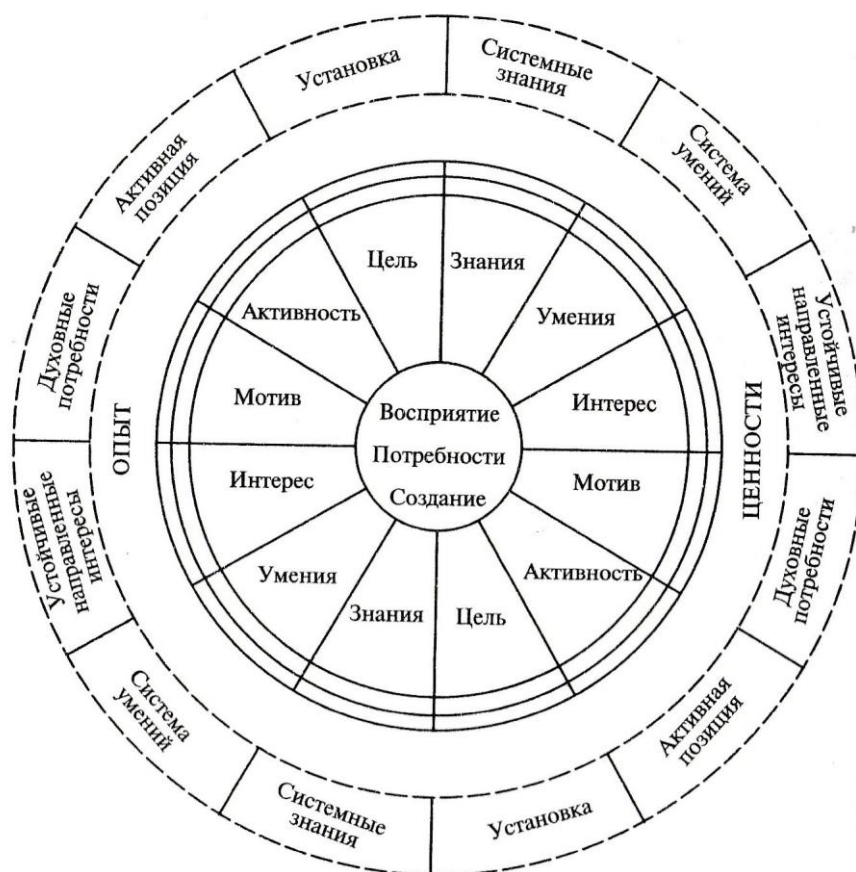 Установка
Системные
знания
Система
умений
Устойчивые
направленные
интересы
Духовные
потребности
Активная
позиция
Установка
Системные
знания
Система
умений
Устойчивые
направленные
интересы
Духовные
потребности
Активная
позиция
ОПЫТ
ЦЕННОСТИ
Цель
Знания
Умения
Интерес
Мотив
Активность
Цель
Знания
Умения
Интерес
Мотив
Активность
Восприятие
Потребности
Создание